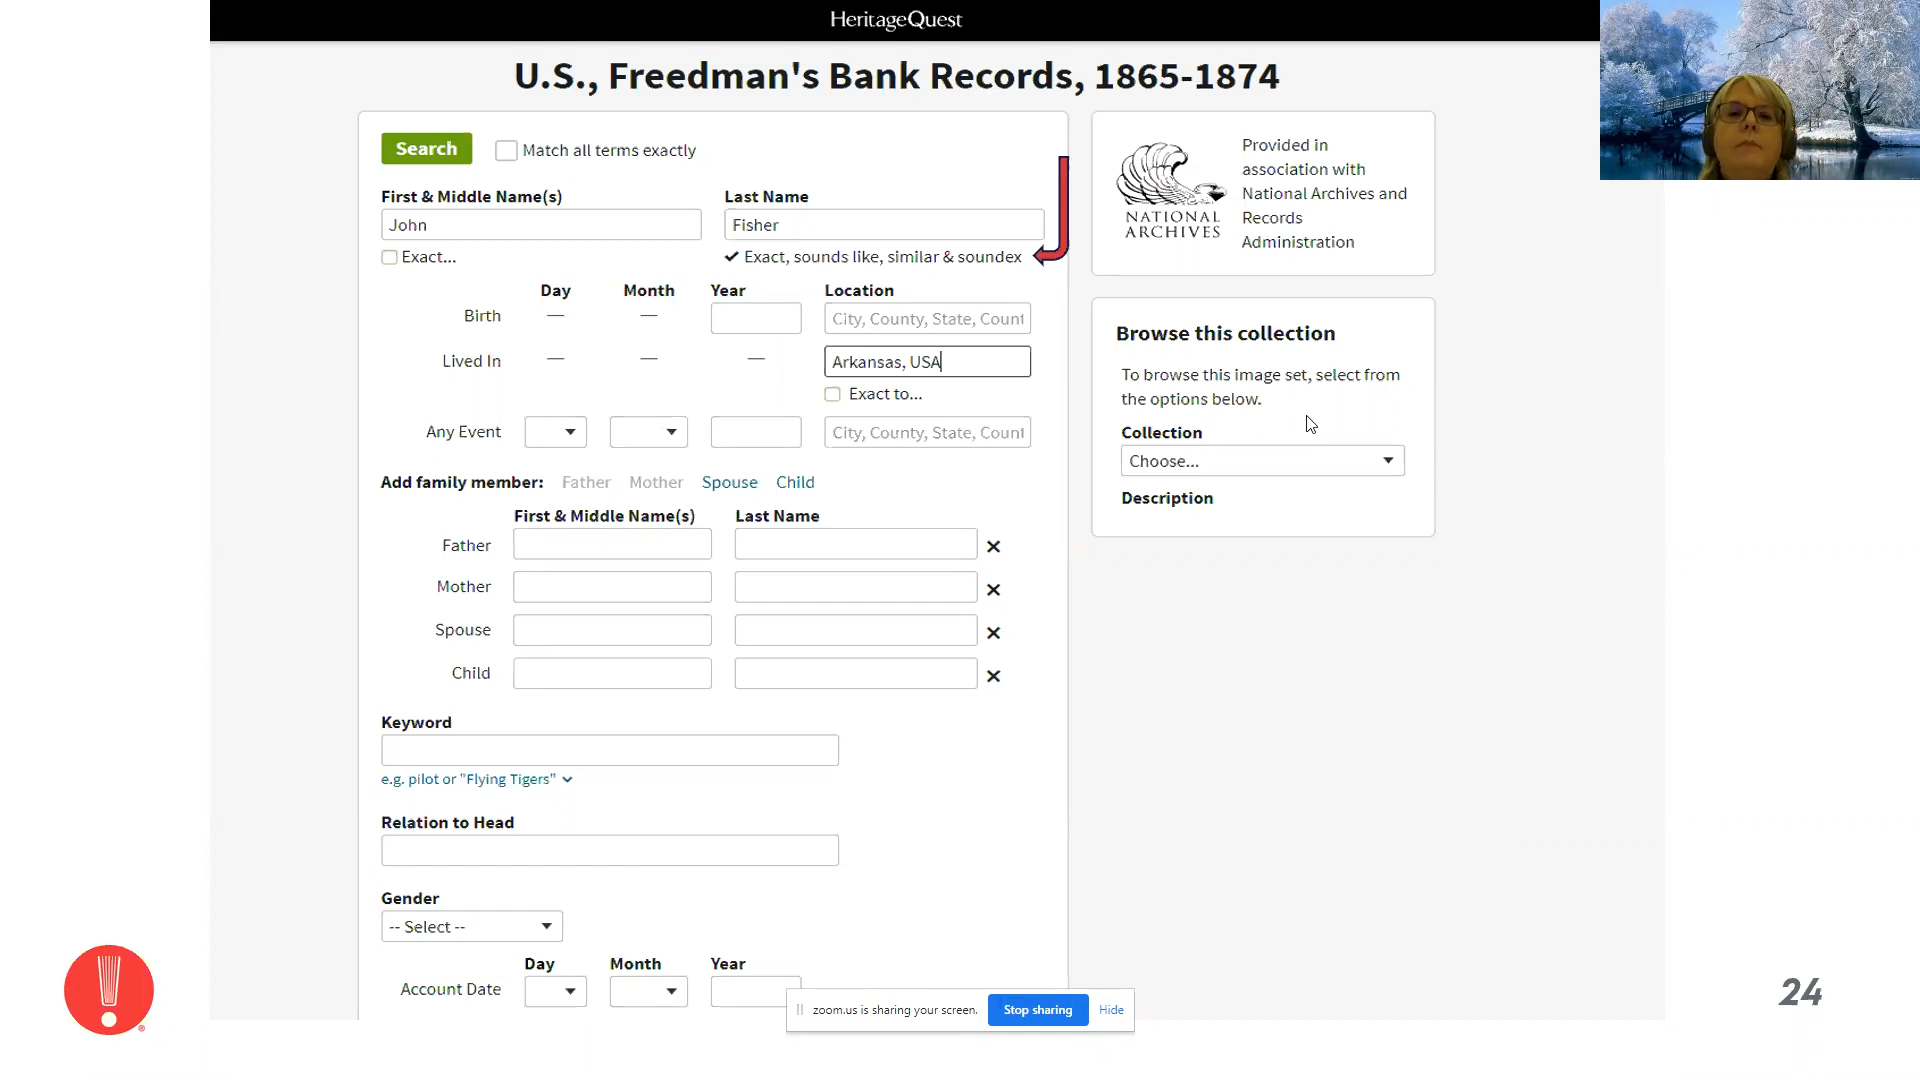 HeritageQuest
U.S., Freedman's Bank Records, 1865-1874
Search
Match all terms exactly
First & Middle Name(s) Last Name
John Fisher
Exact... Exact, sounds like, similar & soundex
Day Month Year Location
Birth — — City, County, State, Count
Lived In — — — Arkansas, USA
Exact to...
Any Event City, County, State, Count
Add family member: Father Mother Spouse Child
First & Middle Name(s) Last Name
Father
Mother
Spouse
Child
Keyword
e.g. pilot or "Flying Tigers"
Relation to Head
Gender
-- Select --
Day Month Year
Account Date
NATIONAL
ARCHIVES
Provided in
association with
National Archives and
Records
Administration
Browse this collection
To browse this image set, select from
the options below.
Collection
Choose...
Description
zoom.us is sharing your screen. Stop sharing Hide
24